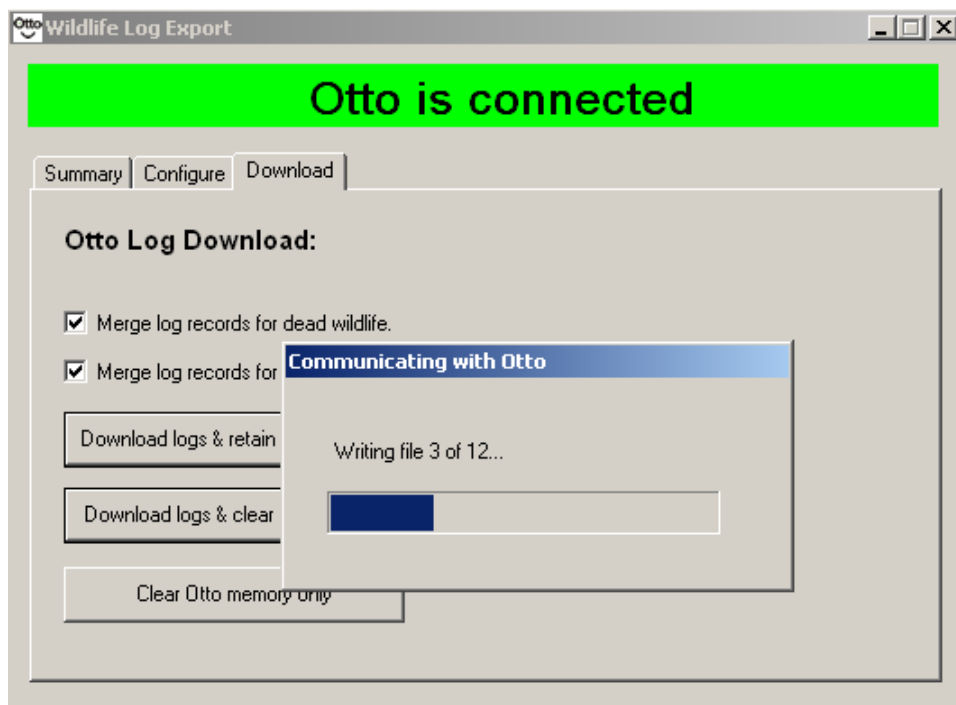 Otto Wildlife Log Export
Otto is connected
Summary Configure Download
Otto Log Download:
Merge log records for dead wildlife.
Merge log records for
Communicating with Otto
Writing file 3 of 12...
Download logs & retain
Download logs & clear
Clear Otto memory only